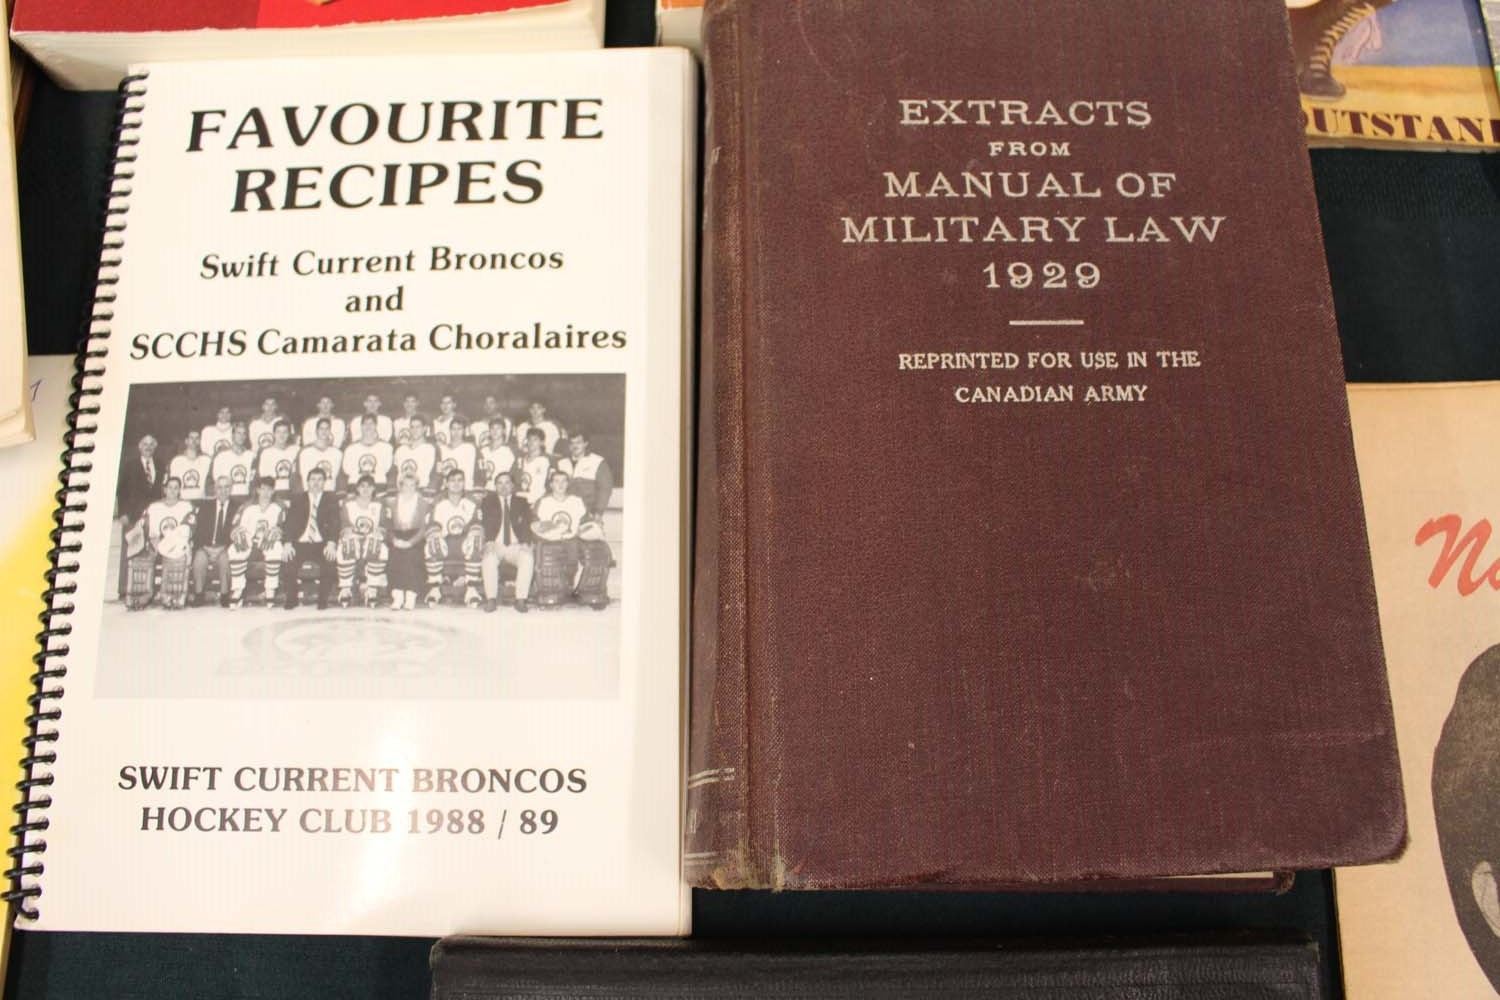 FAVOURITE
RECIPES
Swift Current Broncos
and
SCCHS Camarata Choralaires
SWIFT CURRENT BRONCOS
HOCKEY CLUB 1988 / 89
EXTRACTS
FROM
MANUAL OF
MILITARY LAW
1929
REPRINTED FOR USE IN THE
CANADIAN ARMY